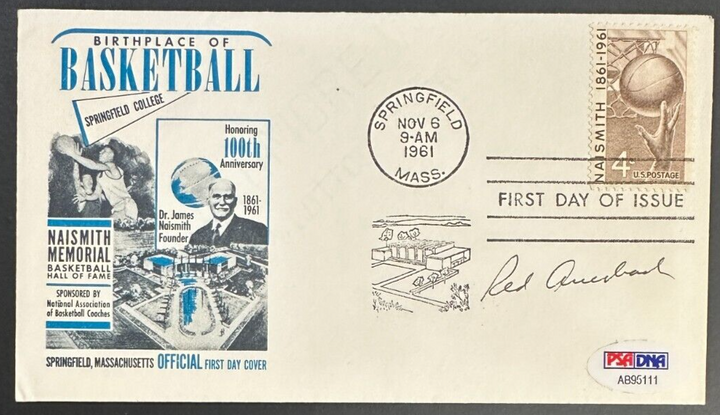 BIRTHPLACE OF
BASKETBALL
SPRINGFIELD COLLEGE
Honoring
100th
Anniversary
1861-
1961
Dr. James
Naismith
Founder
NAISMITH
MEMORIAL
BASKETBALL
HALL OF FAME
SPONSORED BY
National Association
of Basketball Coaches
SPRINGFIELD, MASSACHUSETTS OFFICIAL FIRST DAY COVER
SPRINGFIELD
NOV 6
9-AM
1961
MASS.
NAISMITH 1861-1961
4¢
U.S. POSTAGE
FIRST DAY OF ISSUE
Red Auerbach
PSA DNA
AB95111